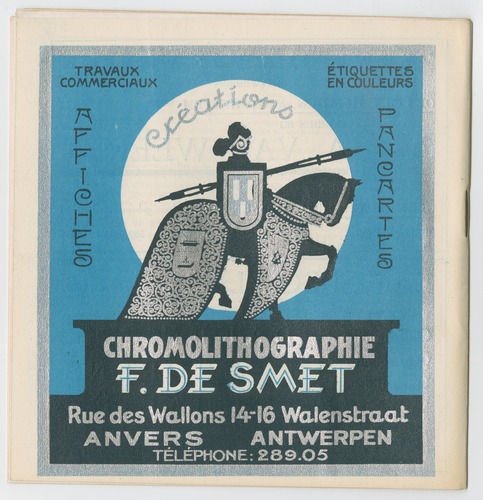 TRAVAUX
COMMERCIAUX
ÉTIQUETTES
EN COULEURS
AFFICHES
Créations
PANCARTES
CHROMOLITHOGRAPHIE
F. DE SMET
Rue des Wallons 14-16 Walenstraat
ANVERS ANTWERPEN
TÉLÉPHONE: 289.05